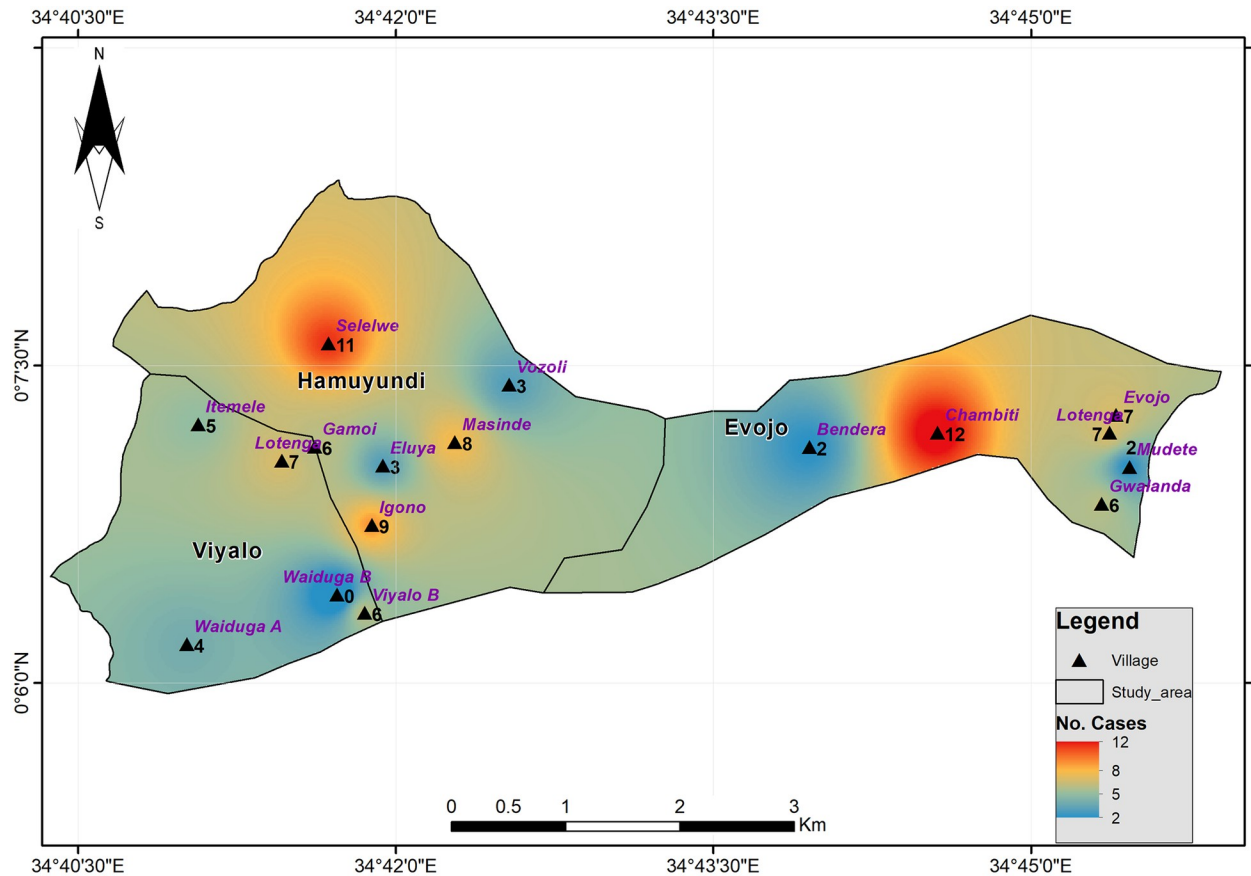 34°40'30"E 34°42'0"E 34°43'30"E 34°45'0"E
N
S
0°7'30"N
0°6'0"N
Selelwe
11
Hamuyundi
Vozoli
3
Itemele
5
Gamoi
6
Lotenga
7
Eluya
3
Masinde
8
Igono
9
Viyalo
Waiduga B
0
Viyalo B
6
Waiduga A
4
Evojo
Bendera
2
Chambiti
12
Evojo
7
Lotenga
7
2
Mudete
Gwalanda
6
Legend
Village
Study_area
No. Cases
12
8
5
2
0 0.5 1 2 3
Km
34°40'30"E 34°42'0"E 34°43'30"E 34°45'0"E